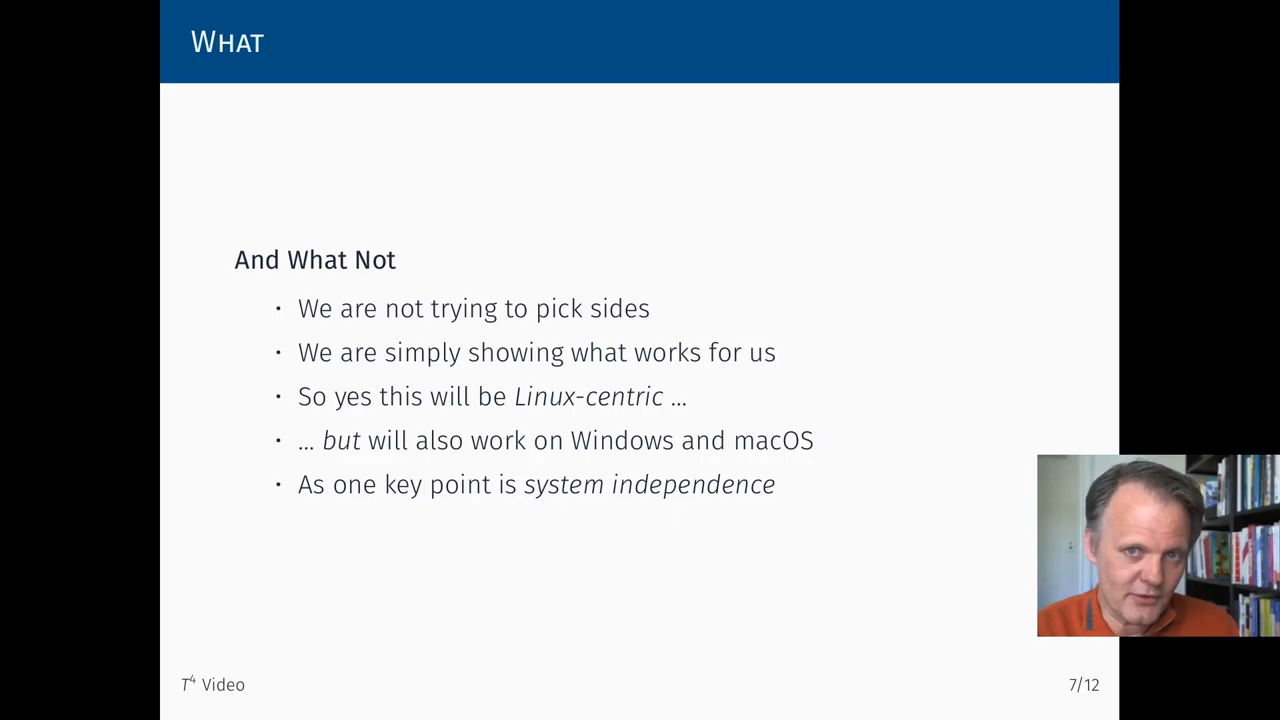 What
And What Not
• We are not trying to pick sides
• We are simply showing what works for us
• So yes this will be Linux-centric ...
• ... but will also work on Windows and macOS
• As one key point is system independence
T⁴ Video
7/12